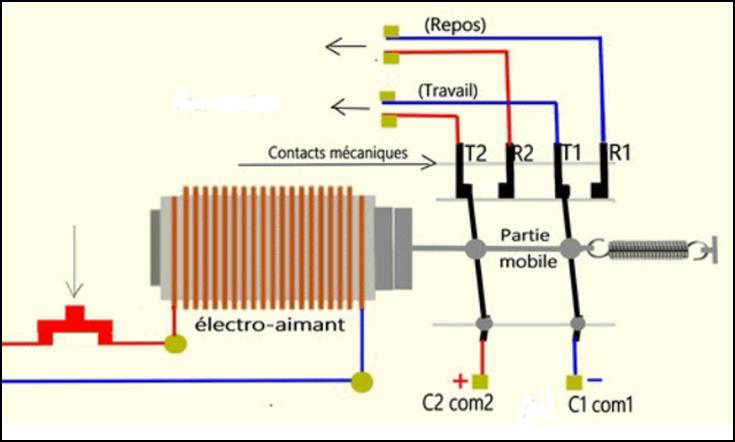 (Repos)
(Travail)
Contacts mécaniques
T2 R2 T1 R1
Partie
mobile
électro-aimant
+ −
C2 com2 C1 com1